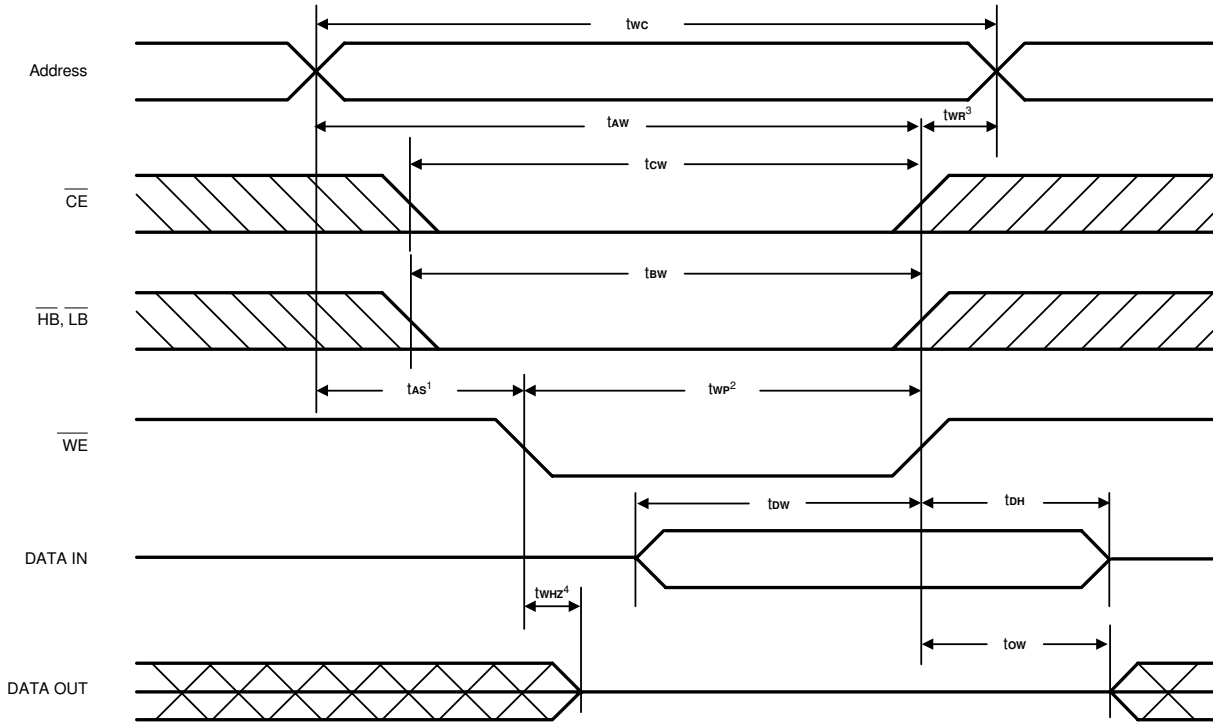 tWC
Address
tAW
tWR3
tCW
CE
tBW
HB, LB
tAS1
tWP2
WE
tDW
tDH
DATA IN
tWHZ4
tOW
DATA OUT